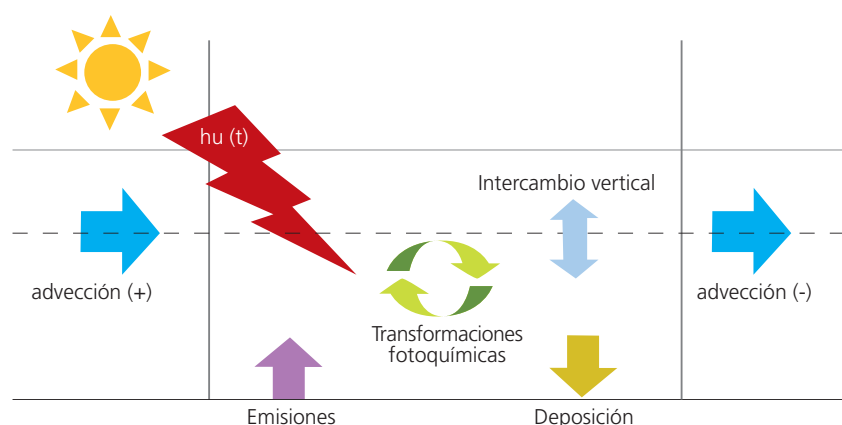 hu (t)
Intercambio vertical
advección (+)
advección (-)
Transformaciones
fotoquímicas
Emisiones
Deposición